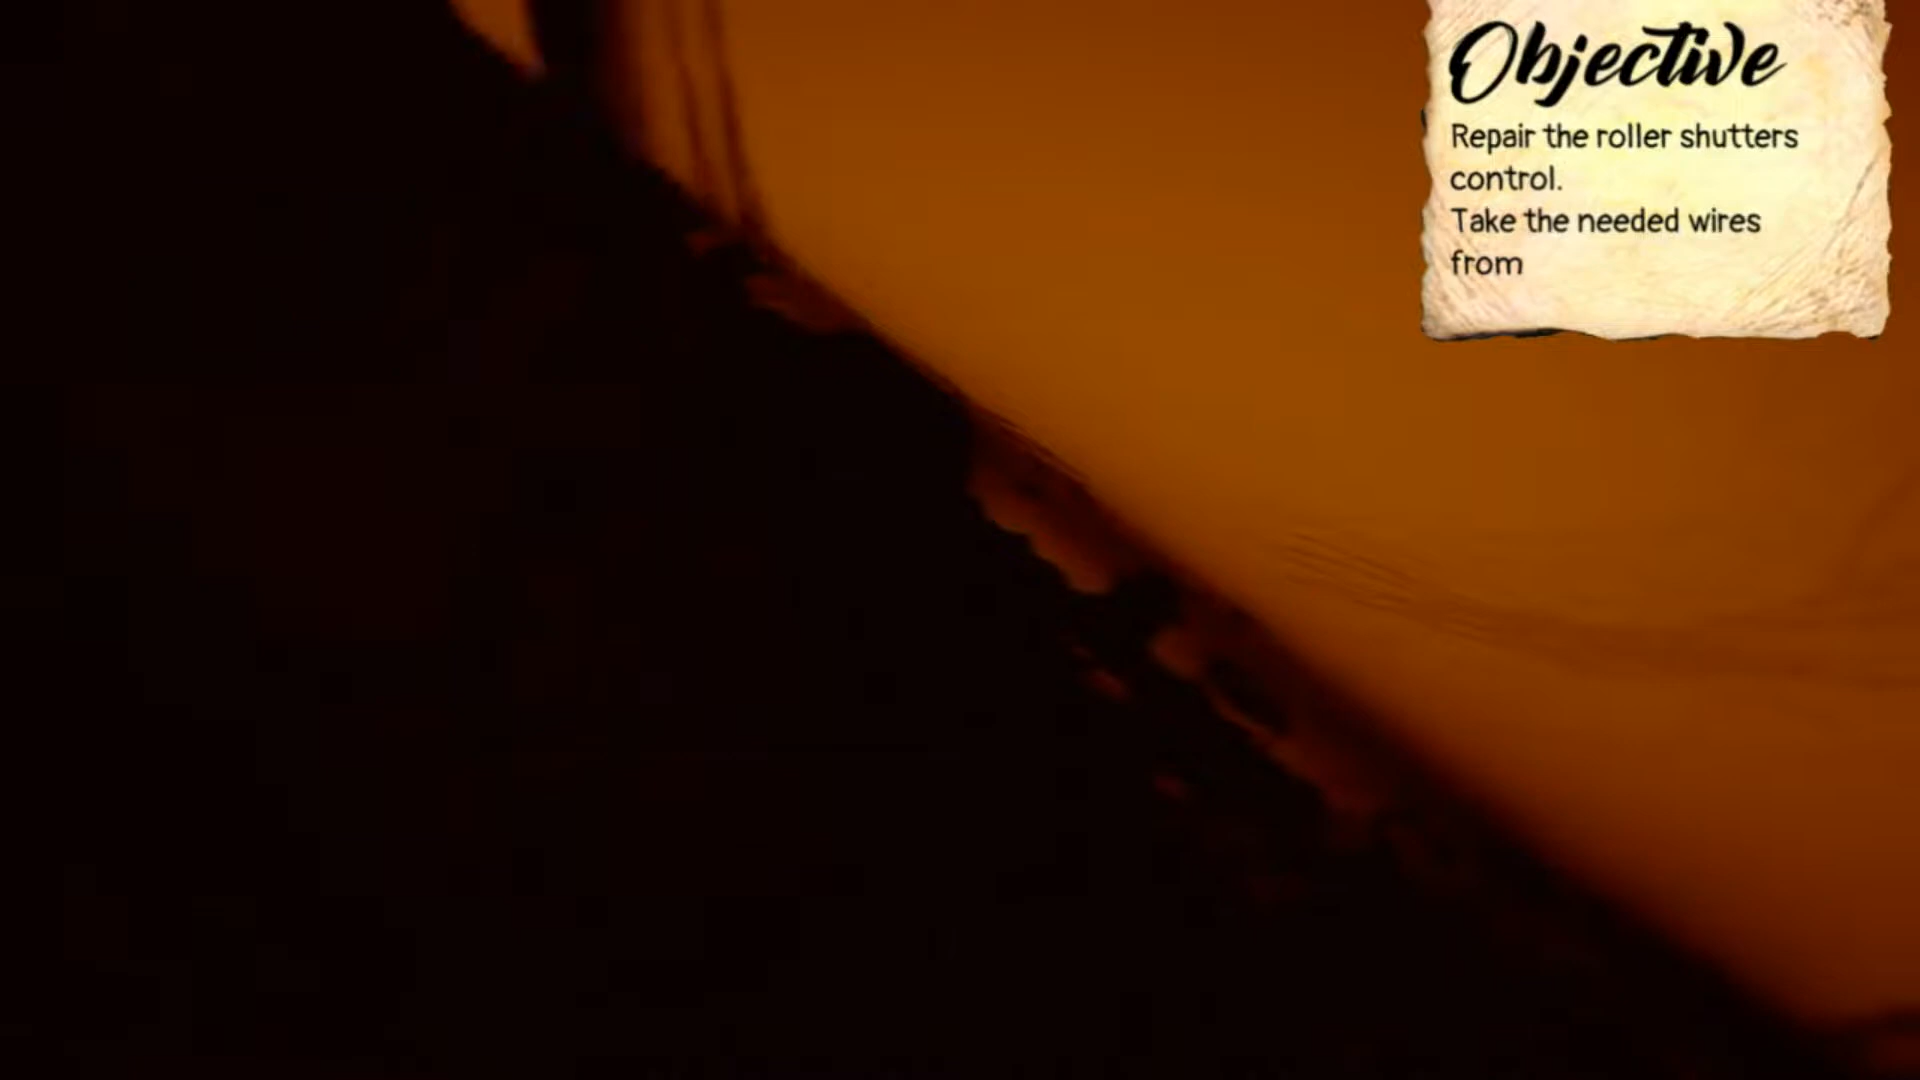 Objective
Repair the roller shutters
control.
Take the needed wires
from